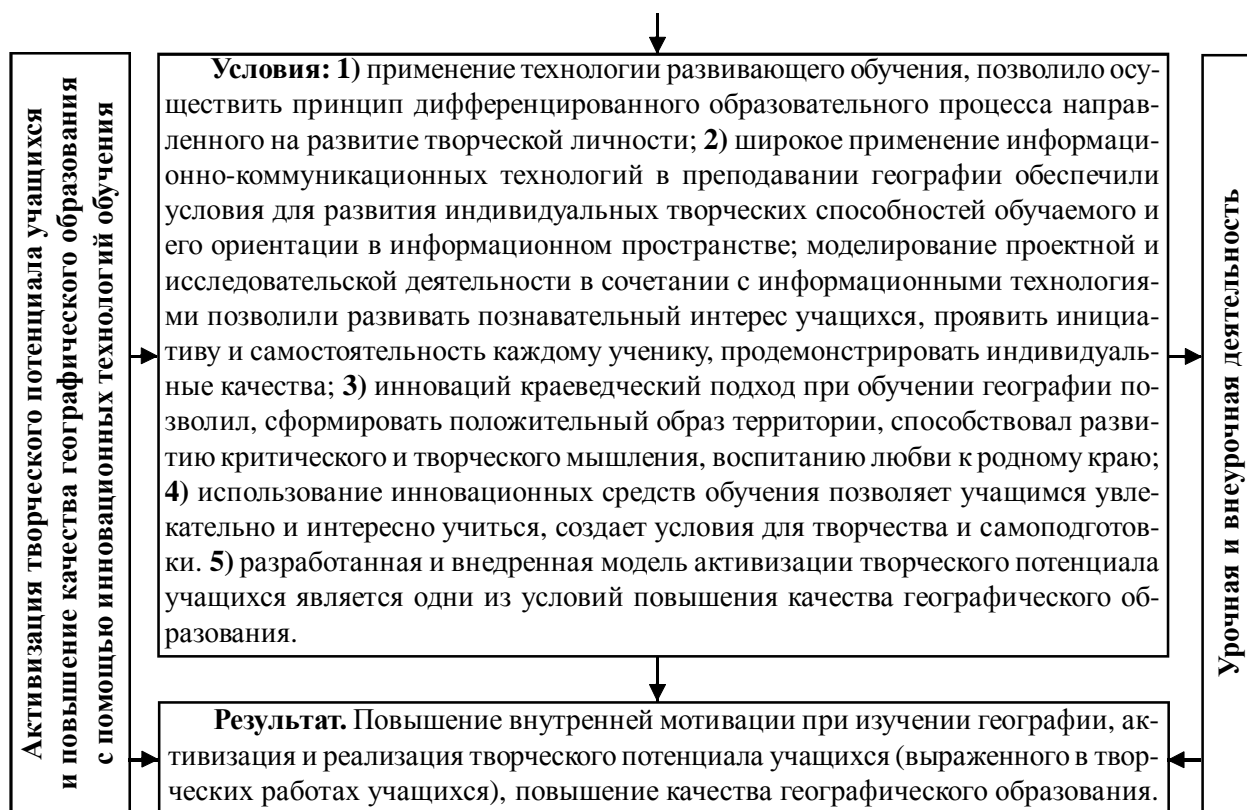 Активизация творческого потенциала учащихся
и повышение качества географического образования
с помощью инновационных технологий обучения
Условия: 1) применение технологии развивающего обучения, позволило осу-
ществить принцип дифференцированного образовательного процесса направ-
ленного на развитие творческой личности; 2) широкое применение информаци-
онно-коммуникационных технологий в преподавании географии обеспечили
условия для развития индивидуальных творческих способностей обучаемого и
его ориентации в информационном пространстве; моделирование проектной и
исследовательской деятельности в сочетании с информационными технология-
ми позволили развивать познавательный интерес учащихся, проявить инициа-
тиву и самостоятельность каждому ученику, продемонстрировать индивидуаль-
ные качества; 3) инноваций краеведческий подход при обучении географии по-
зволил, сформировать положительный образ территории, способствовал разви-
тию критического и творческого мышления, воспитанию любви к родному краю;
4) использование инновационных средств обучения позволяет учащимся увле-
кательно и интересно учиться, создает условия для творчества и самоподготов-
ки. 5) разработанная и внедренная модель активизации творческого потенциала
учащихся является одни из условий повышения качества географического об-
разования.
Результат. Повышение внутренней мотивации при изучении географии, ак-
тивизация и реализация творческого потенциала учащихся (выраженного в твор-
ческих работах учащихся), повышение качества географического образования.
Урочная и внеурочная деятельность